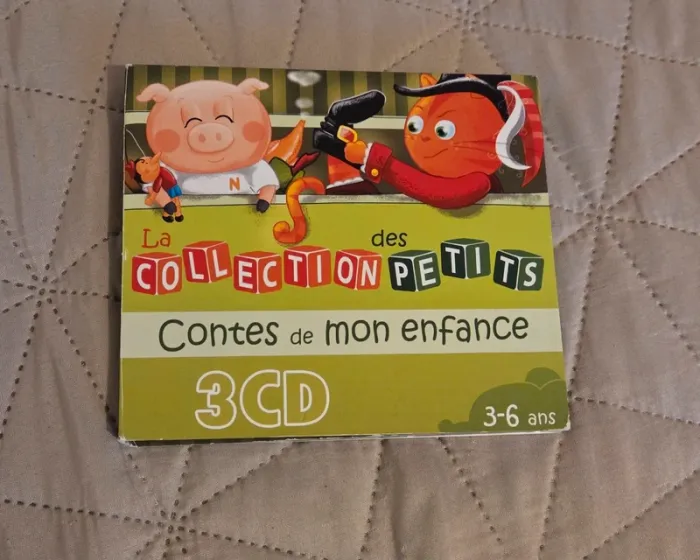 N
La
des
COLLECTION PETITS
Contes de mon enfance
3CD
3-6 ans